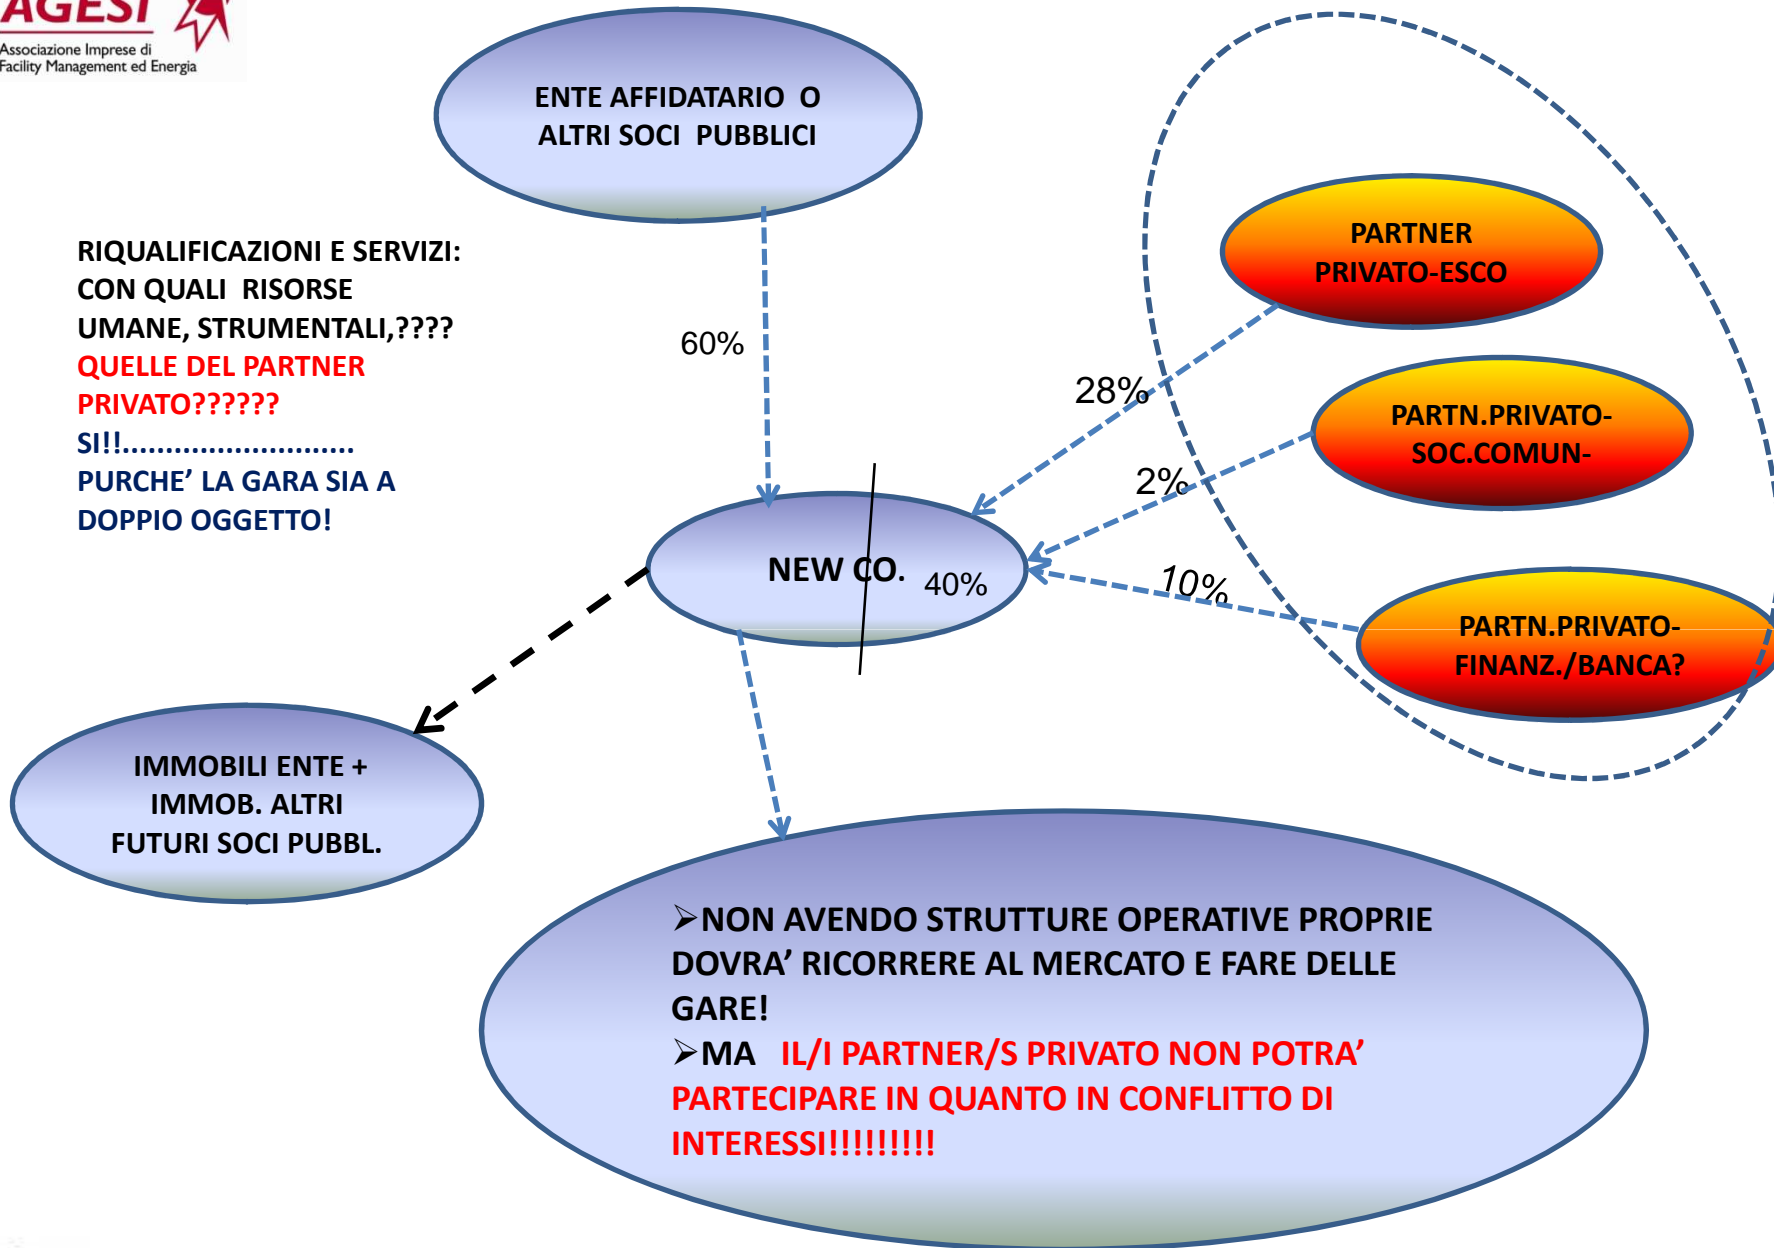 AGESI
Associazione Imprese di
Facility Management ed Energia
ENTE AFFIDATARIO O
ALTRI SOCI PUBBLICI
RIQUALIFICAZIONI E SERVIZI:
CON QUALI RISORSE
UMANE, STRUMENTALI,????
QUELLE DEL PARTNER
PRIVATO??????
SI!!...........................
PURCHE’ LA GARA SIA A
DOPPIO OGGETTO!
60%
PARTNER
PRIVATO-ESCO
28%
PARTN.PRIVATO-
SOC.COMUN-
2%
NEW CO.
40%
10%
PARTN.PRIVATO-
FINANZ./BANCA?
IMMOBILI ENTE +
IMMOB. ALTRI
FUTURI SOCI PUBBL.
➢NON AVENDO STRUTTURE OPERATIVE PROPRIE
DOVRA’ RICORRERE AL MERCATO E FARE DELLE
GARE!
➢MA IL/I PARTNER/S PRIVATO NON POTRA’
PARTECIPARE IN QUANTO IN CONFLITTO DI
INTERESSI!!!!!!!!!